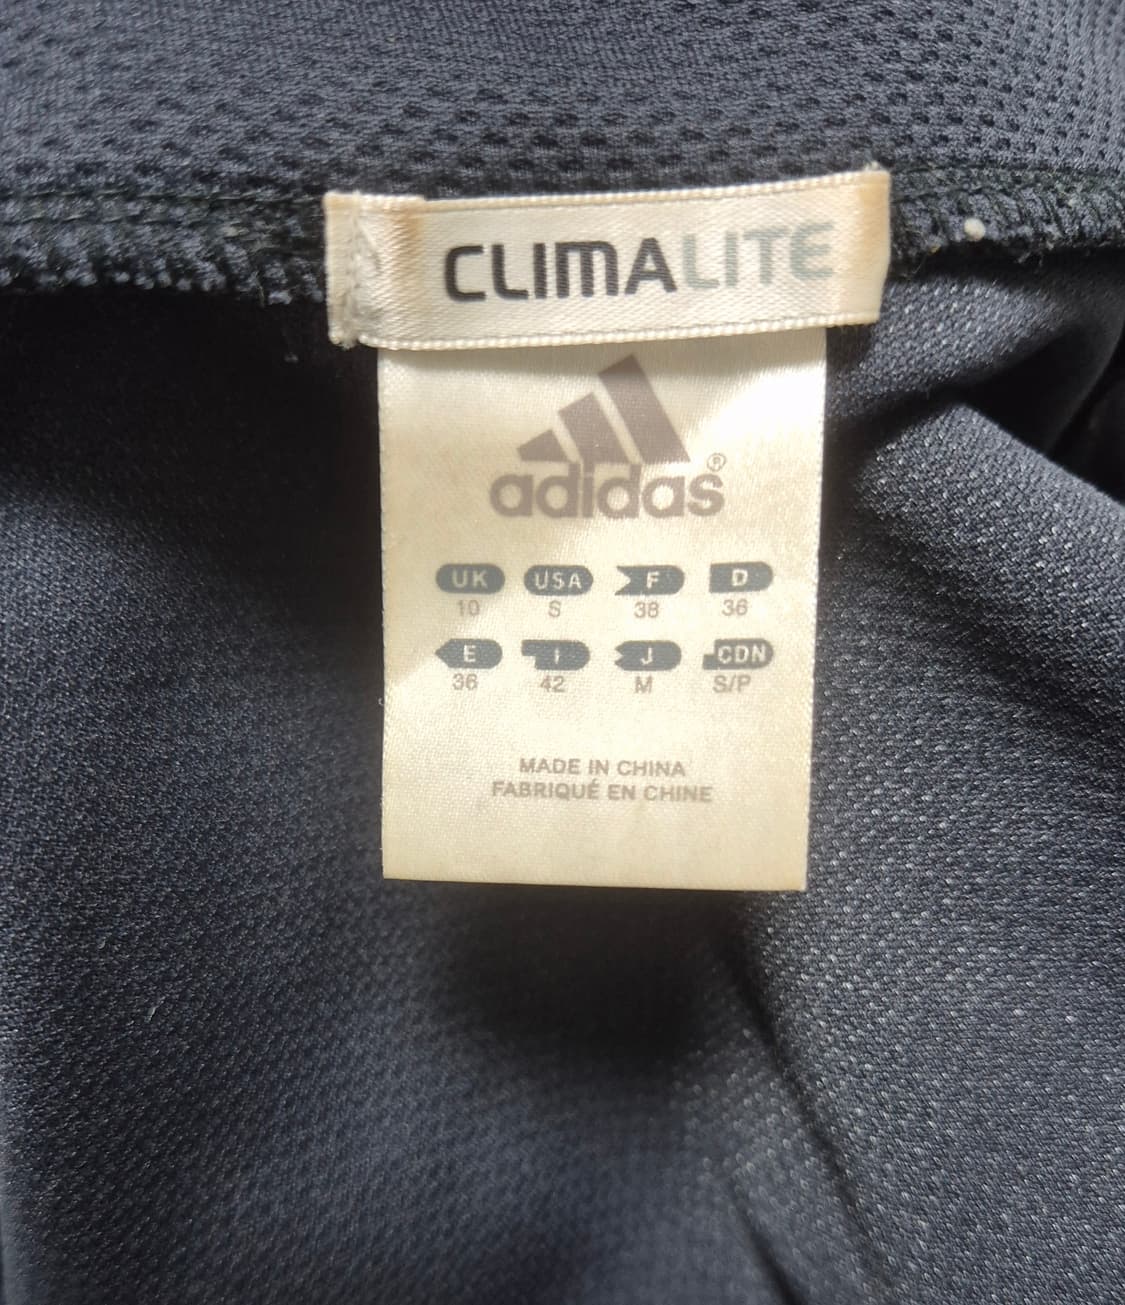 CLIMALITE
adidas®
UK USA F D
10 S 38 36
E I J CDN
36 42 M S/P
MADE IN CHINA
FABRIQUÉ EN CHINE